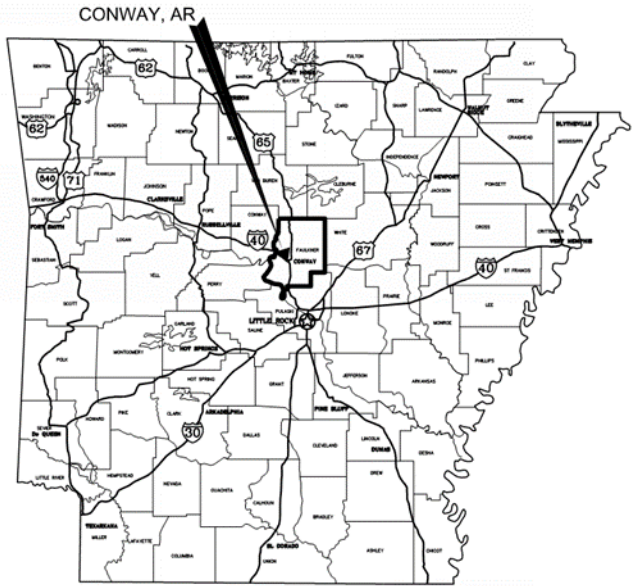 CONWAY, AR
CARROLL
BENTON
62
MARION
BAXTER
FULTON
RANDOLPH
CLAY
IZARD
SHARP
LAWRENCE
GREENE
WASHINGTON
62
MADISON
NEWTON
65
STONE
INDEPENDENCE
CRAIGHEAD
BLYTHEVILLE
MISSISSIPPI
540
71
FRANKLIN
JOHNSON
CLARKSVILLE
VAN BUREN
CLEBURNE
NEWPORT
JACKSON
POINSETT
CRAWFORD
POPE
CONWAY
RUSSELLVILLE
FORT SMITH
LOGAN
40
FAULKNER
CONWAY
WHITE
67
WOODRUFF
CROSS
CRITTENDEN
WEST MEMPHIS
SEBASTIAN
YELL
PERRY
40
ST FRANCIS
SCOTT
PULASKI
LONOKE
PRAIRIE
LEE
GARLAND
LITTLE ROCK
SALINE
MONROE
POLK
MONTGOMERY
HOT SPRINGS
PHILLIPS
HOT SPRING
GRANT
JEFFERSON
ARKANSAS
HOWARD
PIKE
CLARK
ARKADELPHIA
PINE BLUFF
SEVIER
De QUEEN
30
DALLAS
CLEVELAND
LINCOLN
DUMAS
DESHA
DREW
LITTLE RIVER
HEMPSTEAD
NEVADA
OUACHITA
CALHOUN
BRADLEY
TEXARKANA
MILLER
LAFAYETTE
COLUMBIA
EL DORADO
UNION
ASHLEY
CHICOT